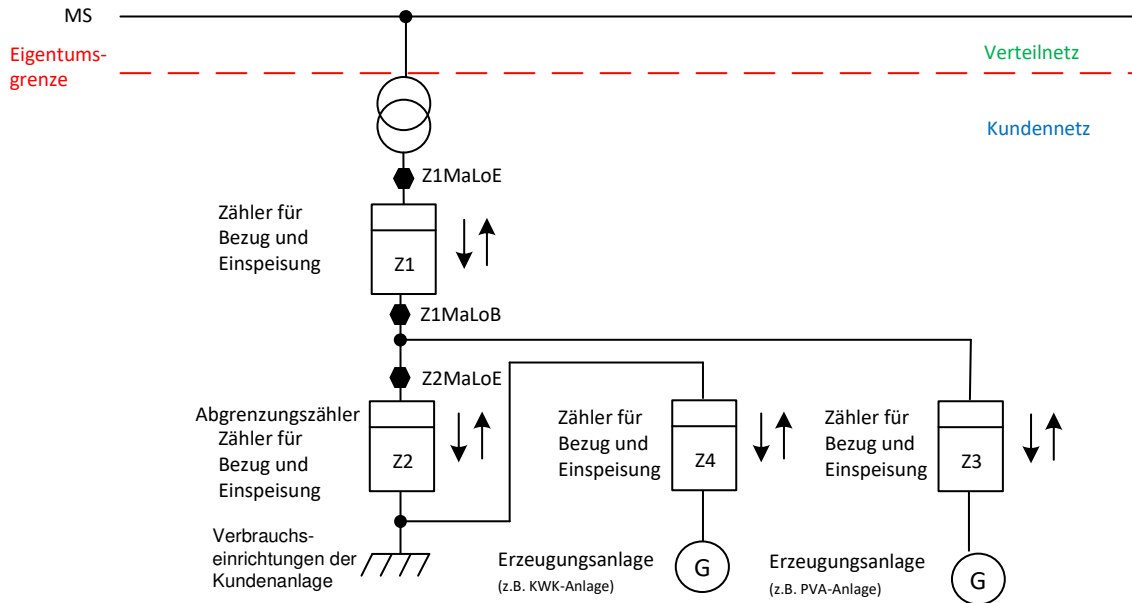 MS
Eigentums-
grenze
Verteilnetz
Kundennetz
Z1MaLoE
Zähler für
Bezug und
Einspeisung
Z1
Z1MaLoB
Z2MaLoE
Abgrenzungszähler
Zähler für
Bezug und
Einspeisung
Z2
Zähler für
Bezug und
Einspeisung
Z4
Zähler für
Bezug und
Einspeisung
Z3
Verbrauchs-
einrichtungen der
Kundenanlage
Erzeugungsanlage
(z.B. KWK-Anlage)
G
Erzeugungsanlage
(z.B. PVA-Anlage)
G